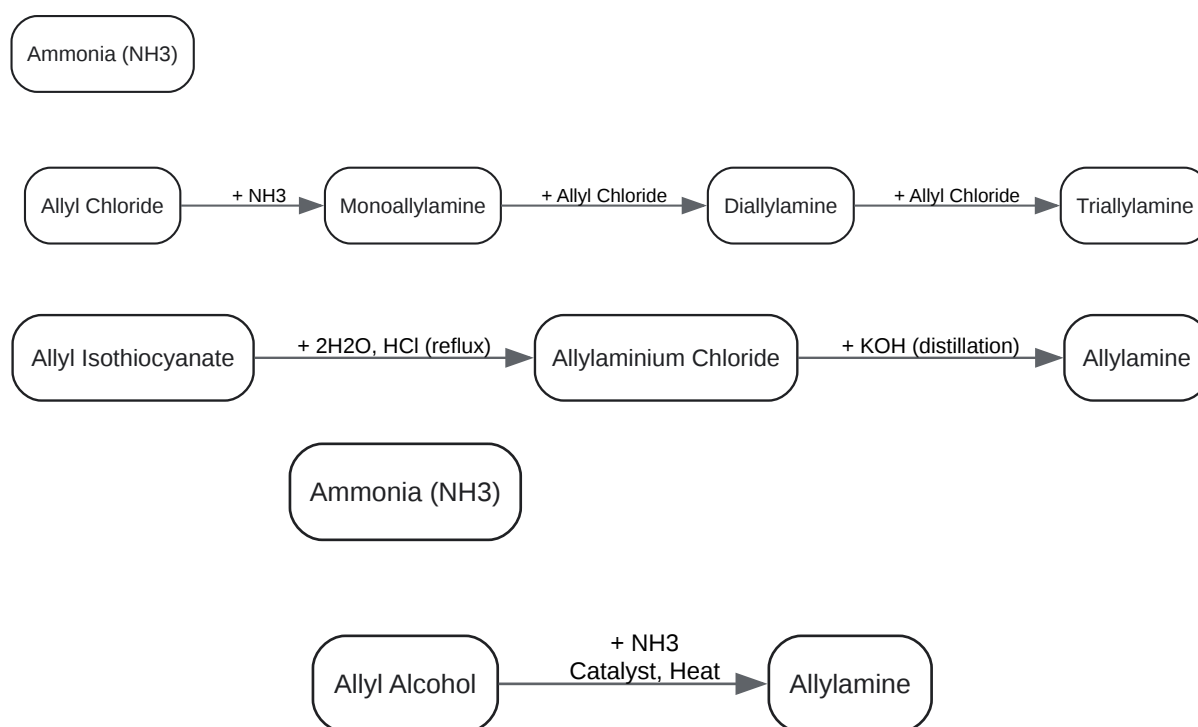 Ammonia (NH3)
Allyl Chloride
+ NH3
Monoallylamine
+ Allyl Chloride
Diallylamine
+ Allyl Chloride
Triallylamine
Allyl Isothiocyanate
+ 2H2O, HCl (reflux)
Allylaminium Chloride
+ KOH (distillation)
Allylamine
Ammonia (NH3)
Allyl Alcohol
+ NH3
Catalyst, Heat
Allylamine